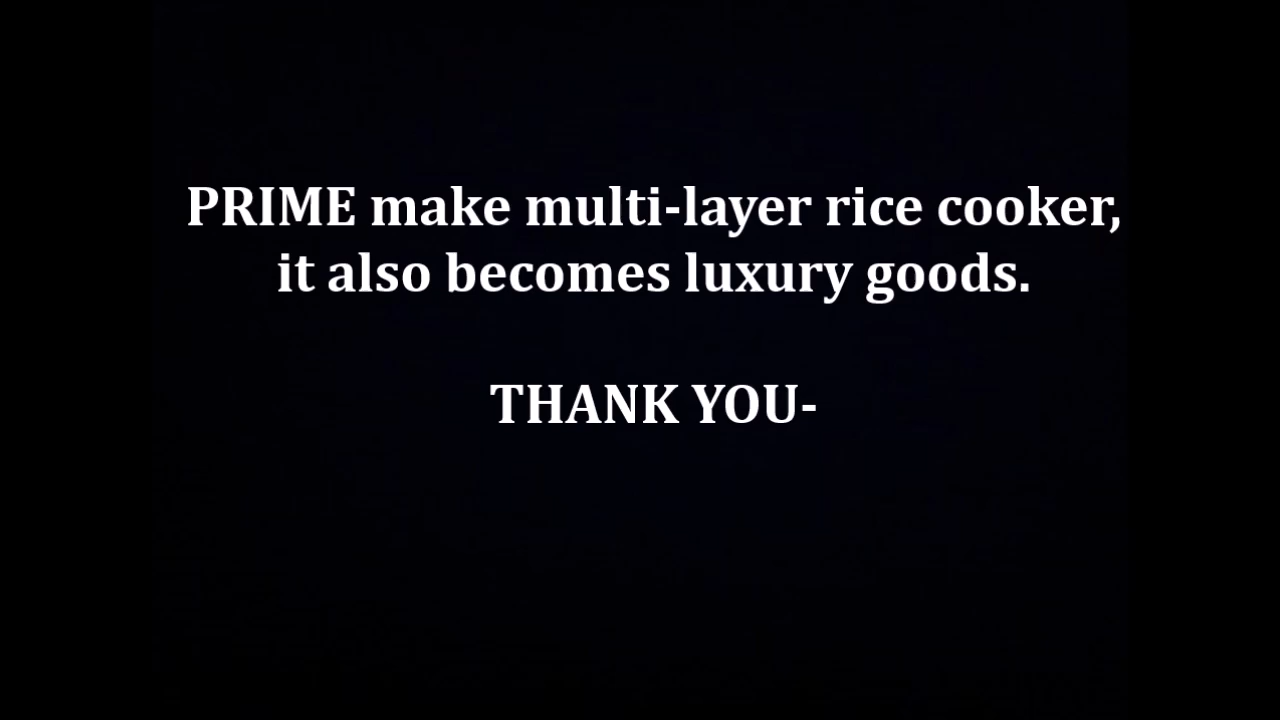 PRIME make multi-layer rice cooker,
it also becomes luxury goods.
THANK YOU-